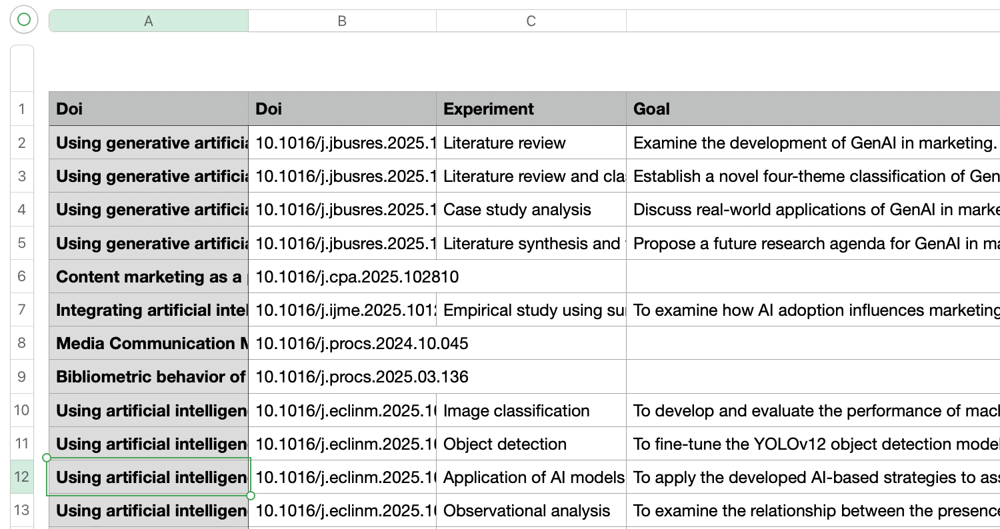 A B C
1 Doi Doi Experiment Goal
2 Using generative artificia 10.1016/j.jbusres.2025.1 Literature review Examine the development of GenAI in marketing.
3 Using generative artificia 10.1016/j.jbusres.2025.1 Literature review and cla Establish a novel four-theme classification of Gen
4 Using generative artificia 10.1016/j.jbusres.2025.1 Case study analysis Discuss real-world applications of GenAI in marke
5 Using generative artificia 10.1016/j.jbusres.2025.1 Literature synthesis and Propose a future research agenda for GenAI in ma
6 Content marketing as a 10.1016/j.cpa.2025.102810
7 Integrating artificial intel 10.1016/j.ijme.2025.101 Empirical study using su To examine how AI adoption influences marketing
8 Media Communication M 10.1016/j.procs.2024.10.045
9 Bibliometric behavior of 10.1016/j.procs.2025.03.136
10 Using artificial intelligen 10.1016/j.eclinm.2025.1 Image classification To develop and evaluate the performance of mac
11 Using artificial intelligen 10.1016/j.eclinm.2025.1 Object detection To fine-tune the YOLOv12 object detection model
12 Using artificial intelligen 10.1016/j.eclinm.2025.1 Application of AI models To apply the developed AI-based strategies to as
13 Using artificial intelligen 10.1016/j.eclinm.2025.1 Observational analysis To examine the relationship between the presenc